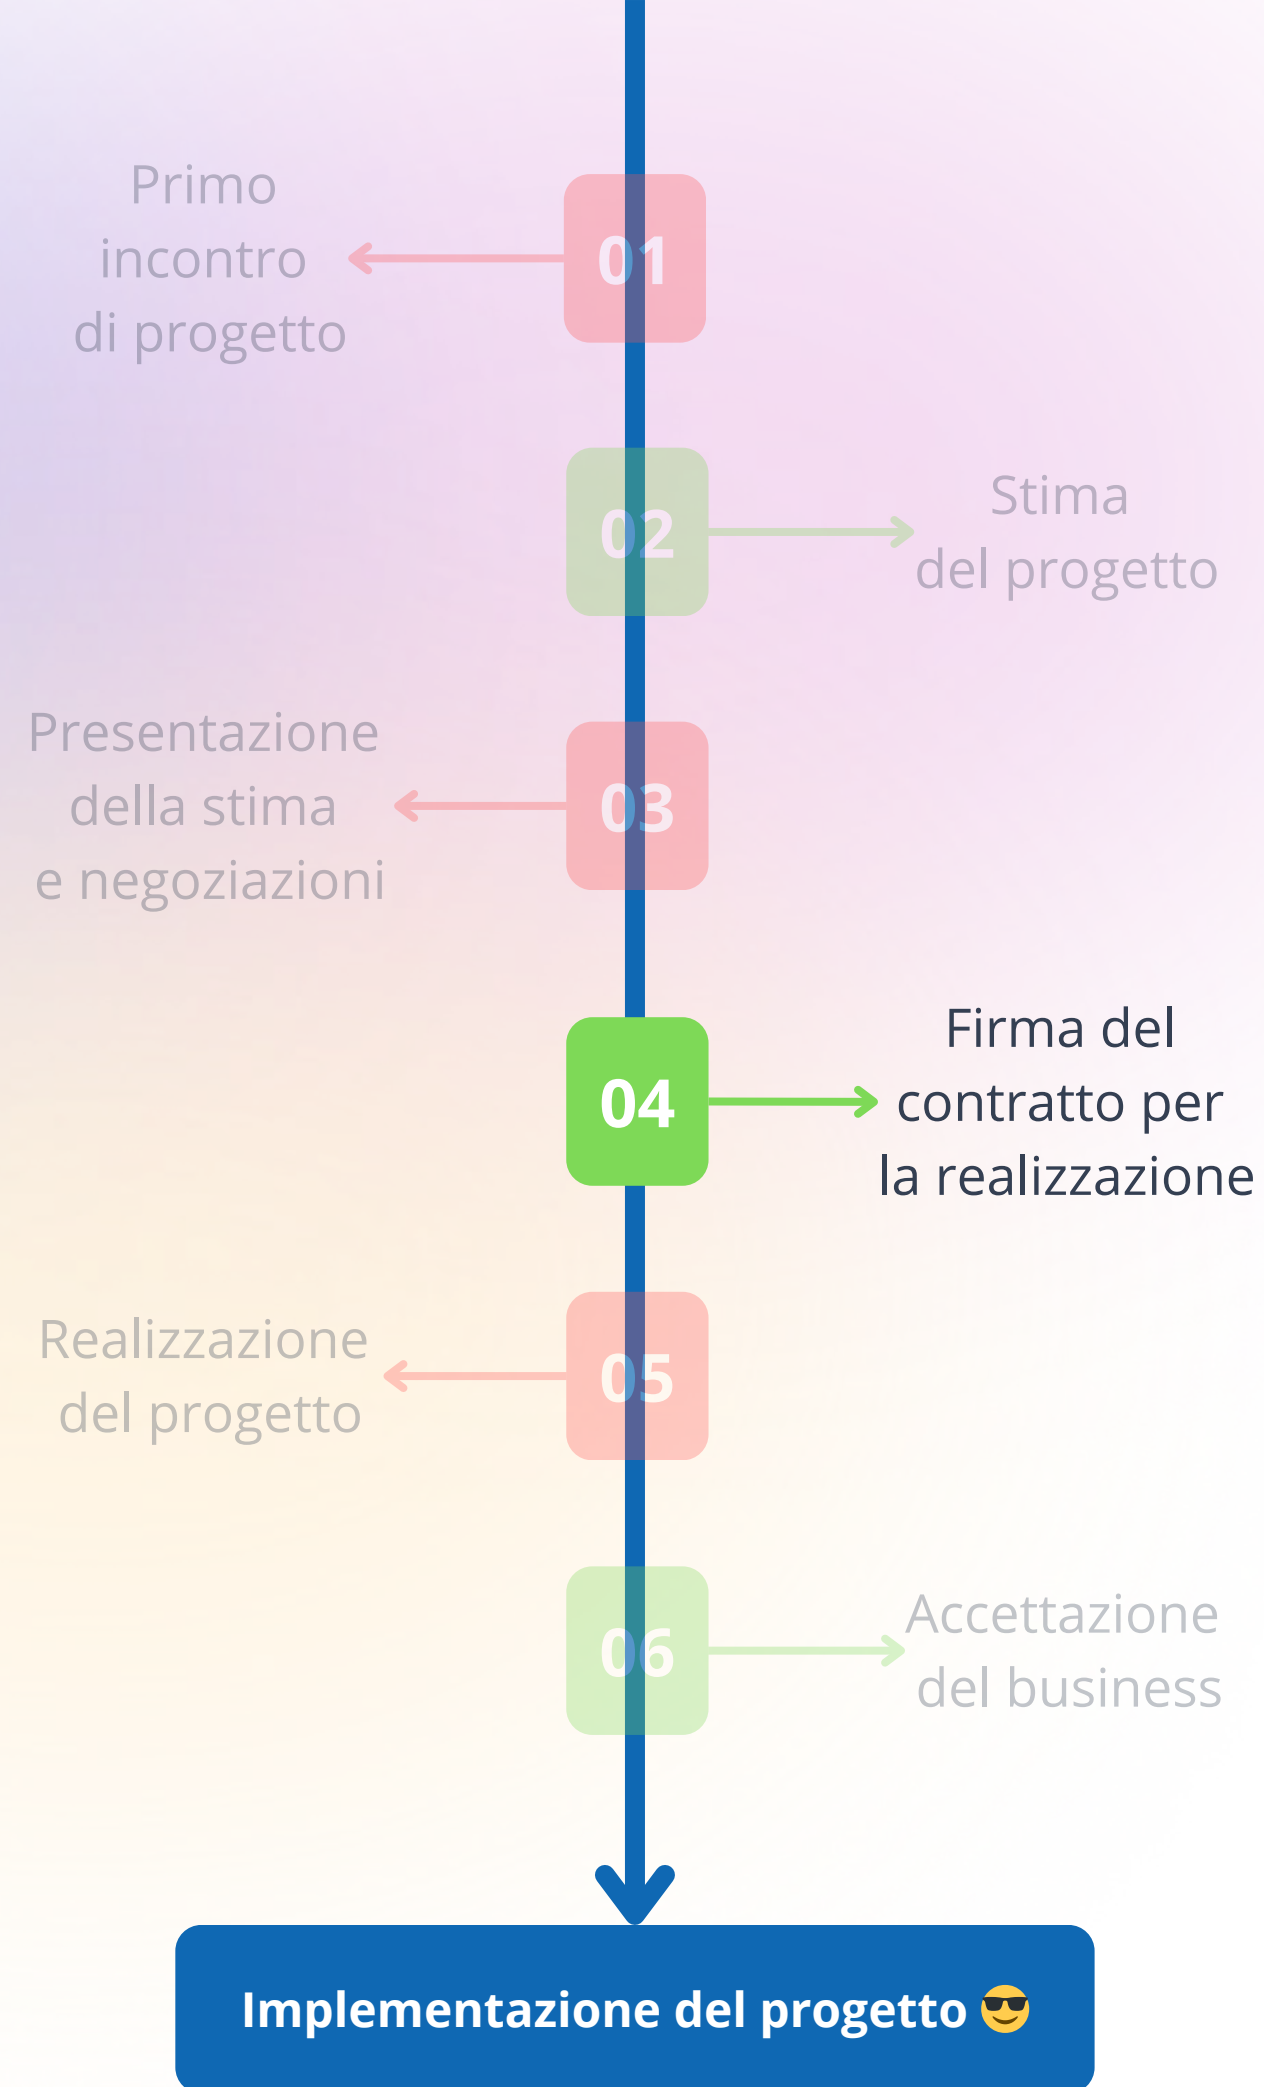 Primo
incontro
di progetto
01
02
Stima
del progetto
Presentazione
della stima
e negoziazioni
03
04
Firma del
contratto per
la realizzazione
Realizzazione
del progetto
05
06
Accettazione
del business
Implementazione del progetto 😎